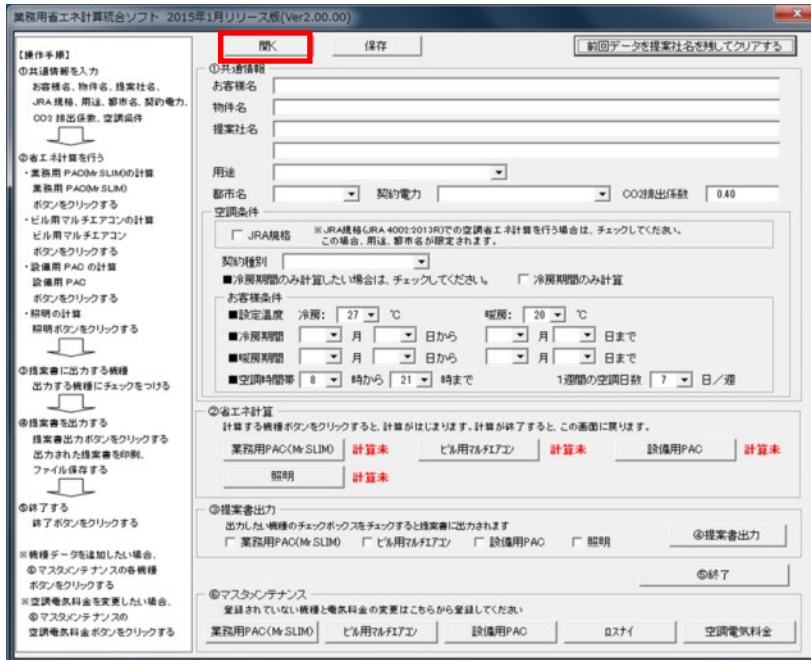 業務用省エネ計算統合ソフト 2015年1月リリース版(Ver2.00.00)
【操作手順】
①共通情報を入力
お客様名、物件名、提案社名、
JRA規格、用途、都市名、契約電力、
CO2排出係数、空調条件
②省エネ計算を行う
・業務用PAC(Mr SLIM)の計算
業務用 PAC(Mr SLIM)
ボタンをクリックする
・ビル用マルチエアコンの計算
ビル用マルチエアコン
ボタンをクリックする
・設備用 PAC の計算
設備用 PAC
ボタンをクリックする
・照明の計算
照明ボタンをクリックする
③提案書に出力する機種
出力する機種にチェックをつける
④提案書を出力する
提案書出力ボタンをクリックする
出力された提案書を印刷、
ファイル保存する
⑤終了する
終了ボタンをクリックする
※機種データを追加したい場合、
⑥マスタメンテナンスの各機種
ボタンをクリックする
※空調電気料金を変更したい場合、
⑥マスタメンテナンスの
空調電気料金ボタンをクリックする
開く 保存 前回データを提案社名を残してクリアする
①共通情報
お客様名
物件名
提案社名
用途
都市名 契約電力 CO2排出係数 0.40
空調条件
JRA規格 ※JRA規格(JRA 4002:2013R)での空調省エネ計算を行う場合は、チェックしてください。
この場合、用途、都市名が限定されます。
契約種別
■冷房期間のみ計算したい場合は、チェックしてください。 冷房期間のみ計算
お客様条件
■設定温度 冷房: 27 ℃ 暖房: 20 ℃
■冷房期間 月 日から 月 日まで
■暖房期間 月 日から 月 日まで
■空調時間帯 8 時から 21 時まで 1週間の空調日数 7 日/週
②省エネ計算
計算する機種ボタンをクリックすると、計算がはじまります。計算が終了すると、この画面に戻ります。
業務用PAC(Mr SLIM) 計算未 ビル用マルチエアコン 計算未 設備用PAC 計算未
照明 計算未
③提案書出力
出力したい機種のチェックボックスをチェックすると提案書に出力されます
業務用PAC(Mr SLIM) ビル用マルチエアコン 設備用PAC 照明 ④提案書出力
⑤終了
⑥マスタメンテナンス
登録されていない機種と電気料金の変更はこちらから登録してください
業務用PAC(Mr SLIM) ビル用マルチエアコン 設備用PAC ロスナイ 空調電気料金